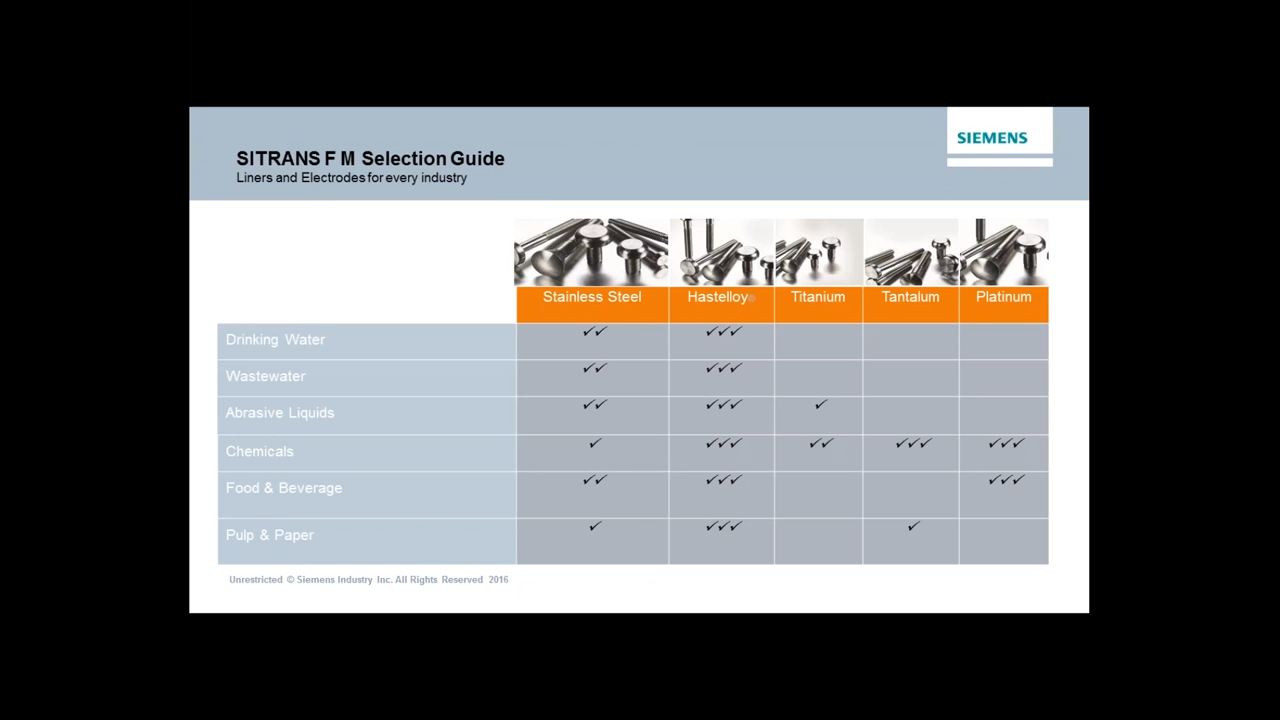 SIEMENS
SITRANS F M Selection Guide
Liners and Electrodes for every industry
Stainless Steel Hastelloy® Titanium Tantalum Platinum
Drinking Water ✓✓ ✓✓✓
Wastewater ✓✓ ✓✓✓
Abrasive Liquids ✓✓ ✓✓✓ ✓
Chemicals ✓ ✓✓✓ ✓✓ ✓✓✓ ✓✓✓
Food & Beverage ✓✓ ✓✓✓ ✓✓✓
Pulp & Paper ✓ ✓✓✓ ✓
Unrestricted © Siemens Industry Inc. All Rights Reserved 2016